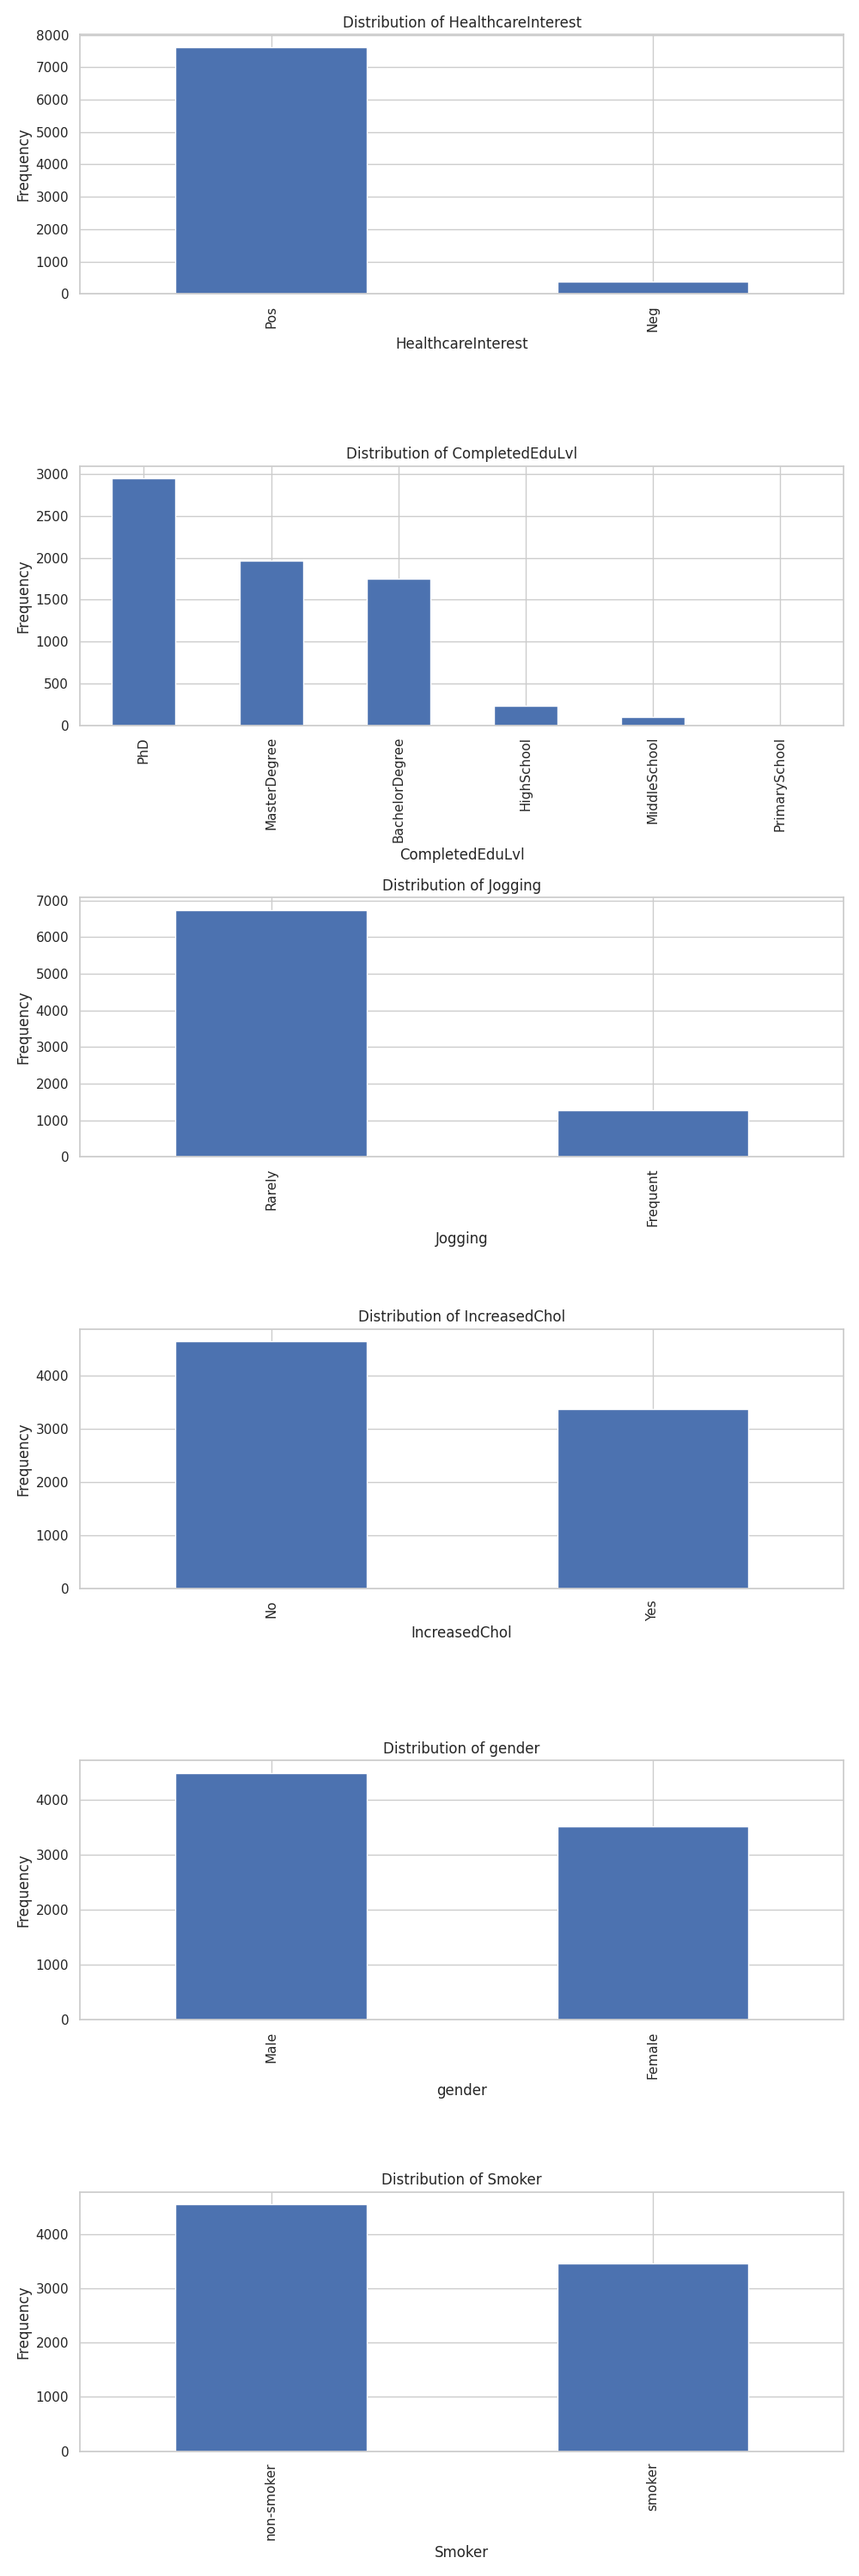 Distribution of HealthcareInterest
8000
7000
6000
5000
4000
3000
2000
1000
0
Frequency
Pos
Neg
HealthcareInterest
Distribution of CompletedEduLvl
3000
2500
2000
1500
1000
500
0
Frequency
PhD
MasterDegree
BachelorDegree
HighSchool
MiddleSchool
PrimarySchool
CompletedEduLvl
Distribution of Jogging
7000
6000
5000
4000
3000
2000
1000
0
Frequency
Rarely
Frequent
Jogging
Distribution of IncreasedChol
4000
3000
2000
1000
0
Frequency
No
Yes
IncreasedChol
Distribution of gender
4000
3000
2000
1000
0
Frequency
Male
Female
gender
Distribution of Smoker
4000
3000
2000
1000
0
Frequency
non-smoker
smoker
Smoker